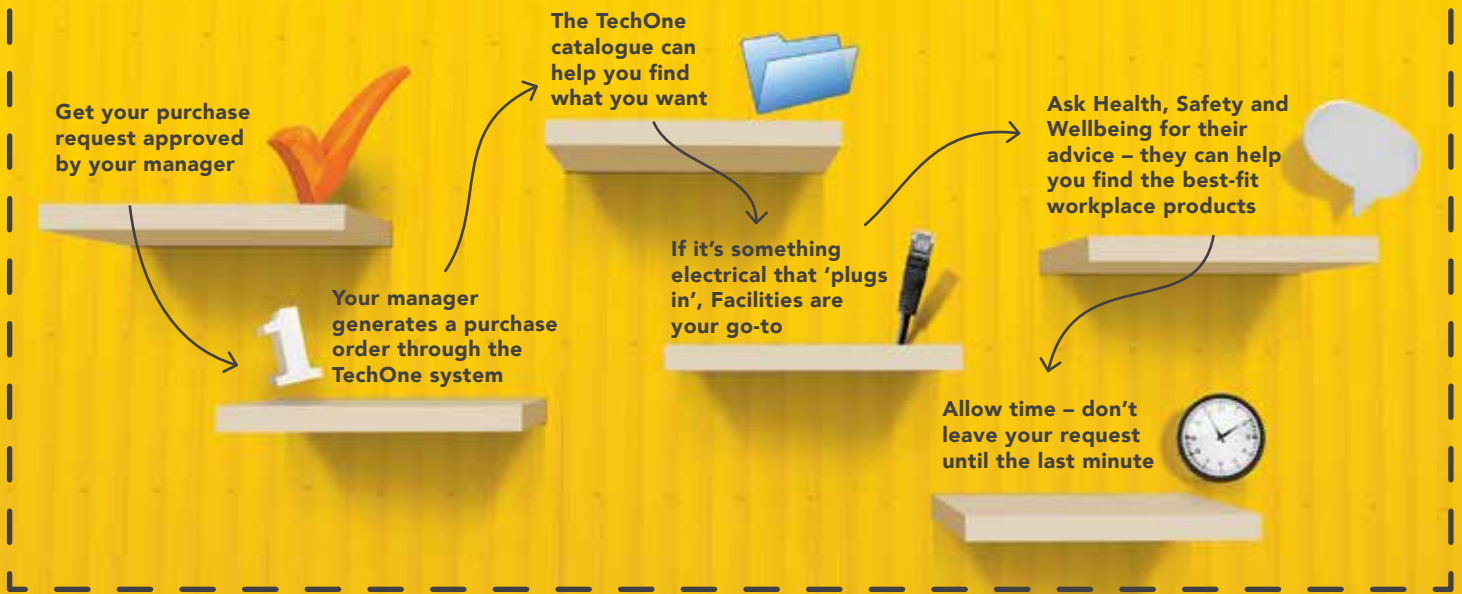 Get your purchase
request approved
by your manager
1
Your manager
generates a purchase
order through the
TechOne system
The TechOne
catalogue can
help you find
what you want
If it’s something
electrical that ‘plugs
in’, Facilities are
your go-to
Ask Health, Safety and
Wellbeing for their
advice – they can help
you find the best-fit
workplace products
Allow time – don’t
leave your request
until the last minute